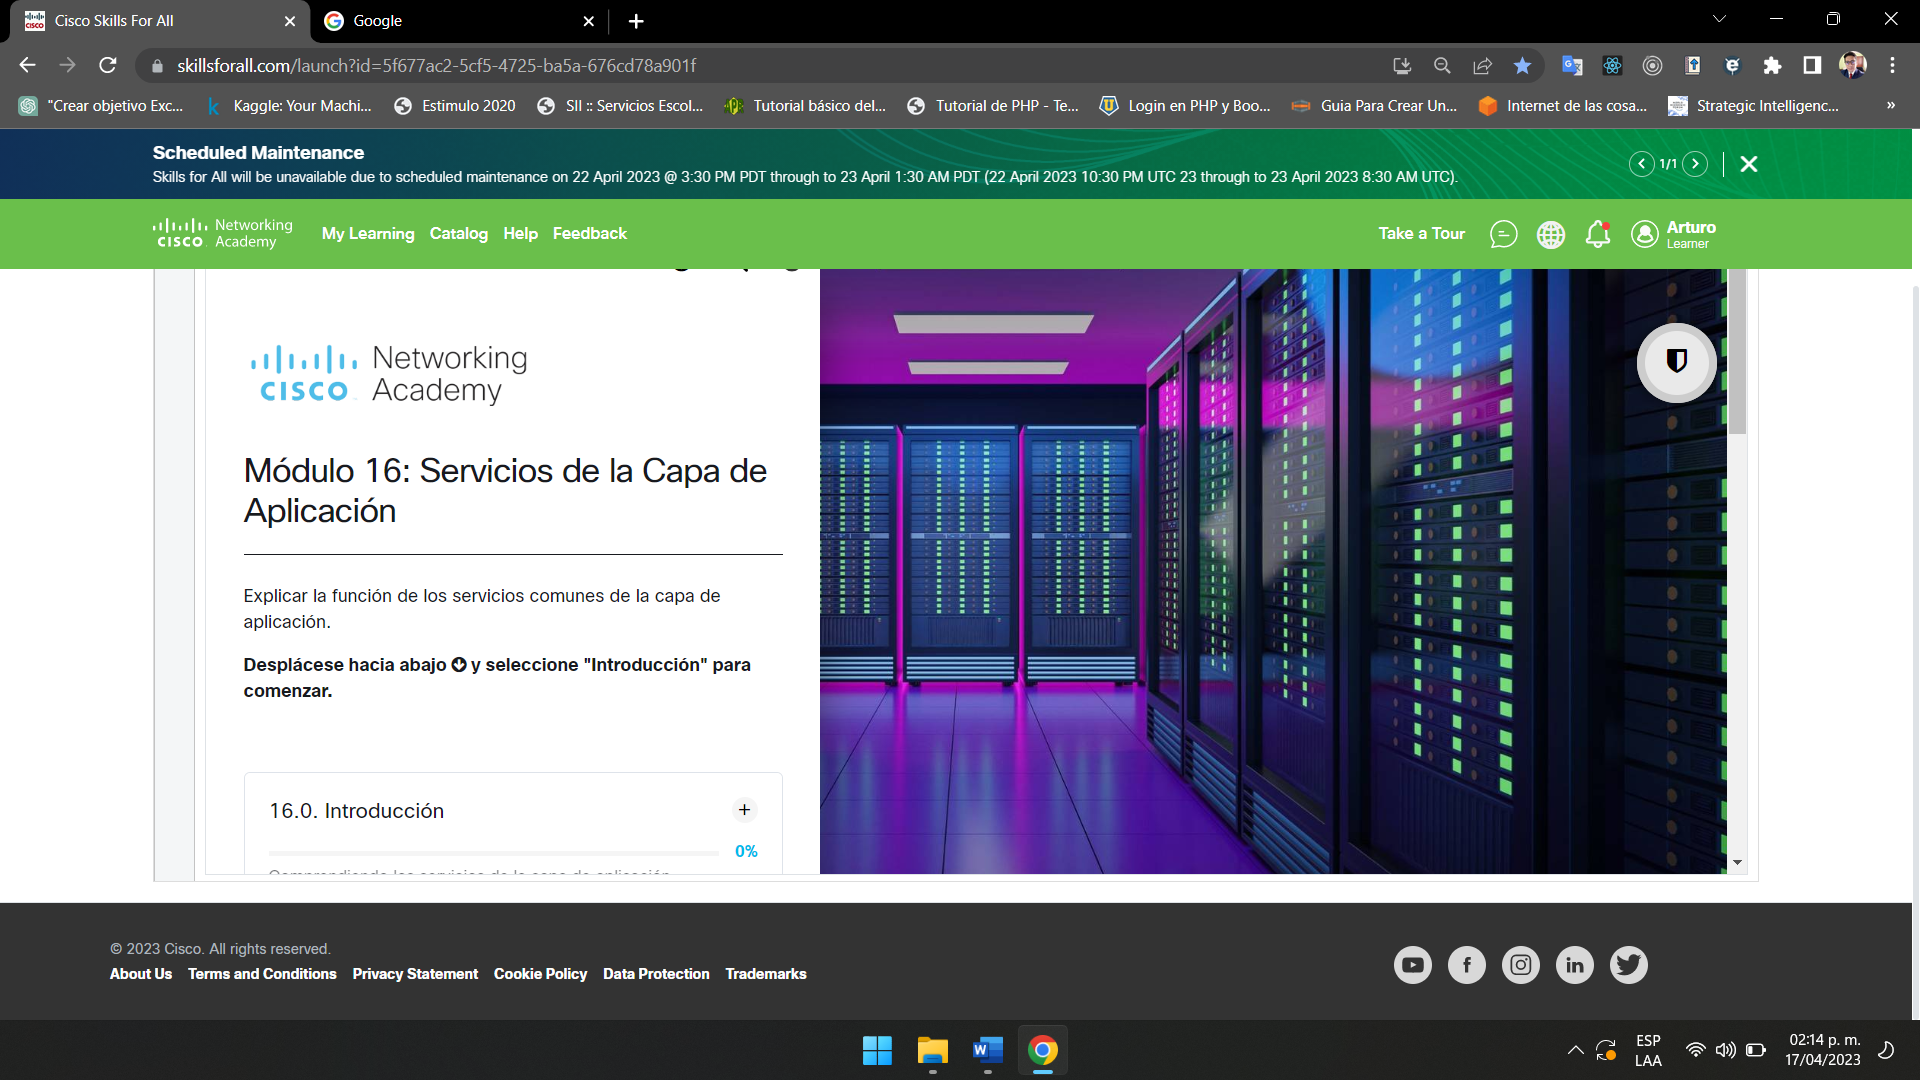 Cisco Skills For All
Google
skillsforall.com/launch?id=5f677ac2-5cf5-4725-ba5a-676cd78a901f
"Crear objetivo Exc...
Kaggle: Your Machi...
Estimulo 2020
SII :: Servicios Escol...
Tutorial básico del...
Tutorial de PHP - Te...
Login en PHP y Boo...
Guia Para Crear Un...
Internet de las cosa...
Strategic Intelligenc...
»
Scheduled Maintenance
Skills for All will be unavailable due to scheduled maintenance on 22 April 2023 @ 3:30 PM PDT through to 23 April 1:30 AM PDT (22 April 2023 10:30 PM UTC 23 through to 23 April 2023 8:30 AM UTC).
1/1
CISCO Networking Academy
My Learning
Catalog
Help
Feedback
Take a Tour
Arturo
Learner
CISCO Networking
Academy
Módulo 16: Servicios de la Capa de
Aplicación
Explicar la función de los servicios comunes de la capa de
aplicación.
Desplácese hacia abajo y seleccione "Introducción" para
comenzar.
16.0. Introducción
0%
© 2023 Cisco. All rights reserved.
About Us
Terms and Conditions
Privacy Statement
Cookie Policy
Data Protection
Trademarks
ESP
LAA
02:14 p. m.
17/04/2023